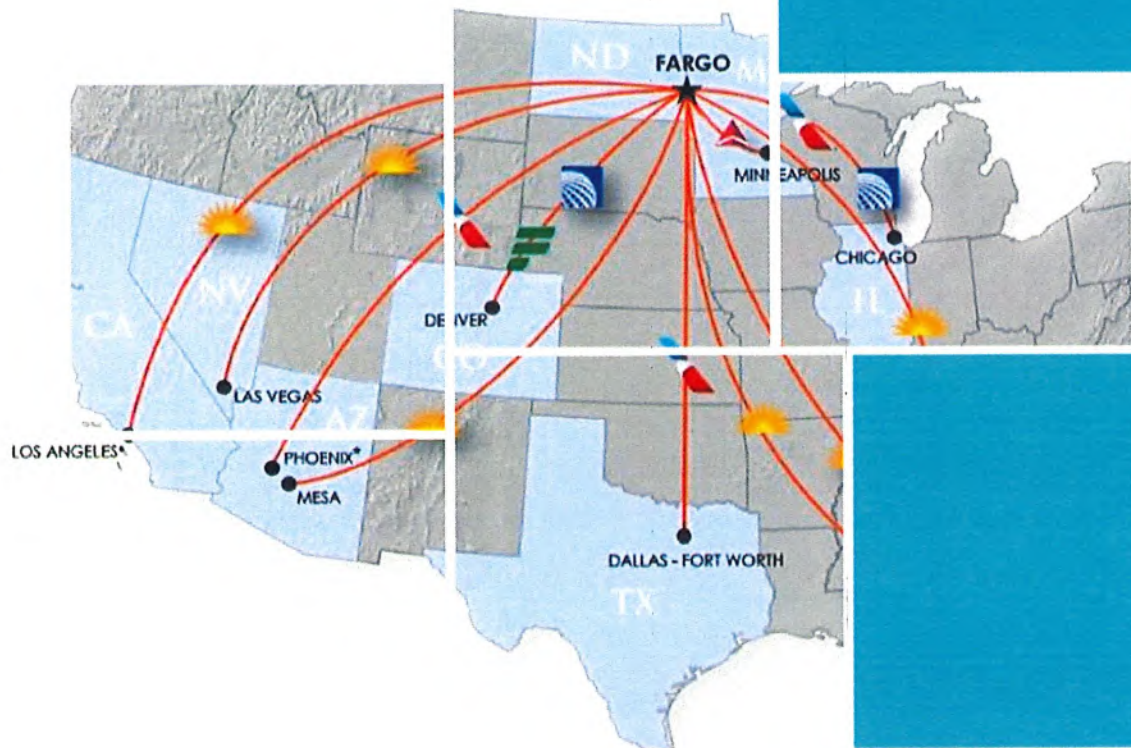 ND
FARGO
M
MINNEAPOLIS
CHICAGO
NV
IL
CA
DENVER
CO
LAS VEGAS
AZ
LOS ANGELES*
PHOENIX*
MESA
DALLAS - FORT WORTH
TX